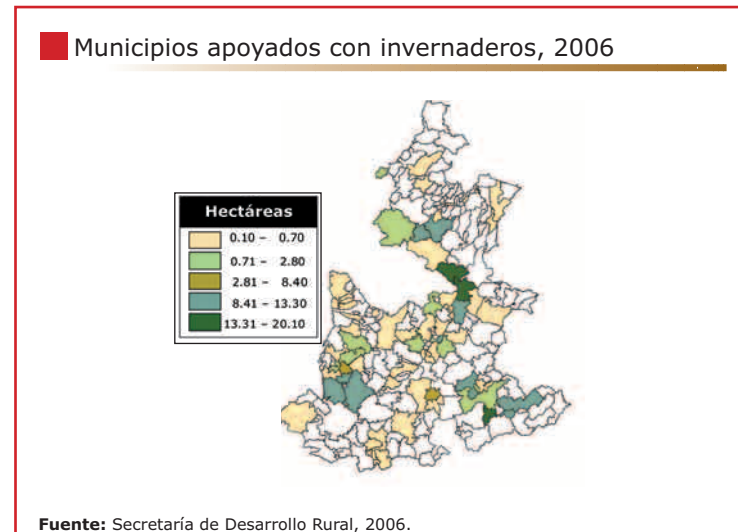 Municipios apoyados con invernaderos, 2006
Hectáreas
0.10 – 0.70
0.71 – 2.80
2.81 – 8.40
8.41 – 13.30
13.31 – 20.10
Fuente: Secretaría de Desarrollo Rural, 2006.